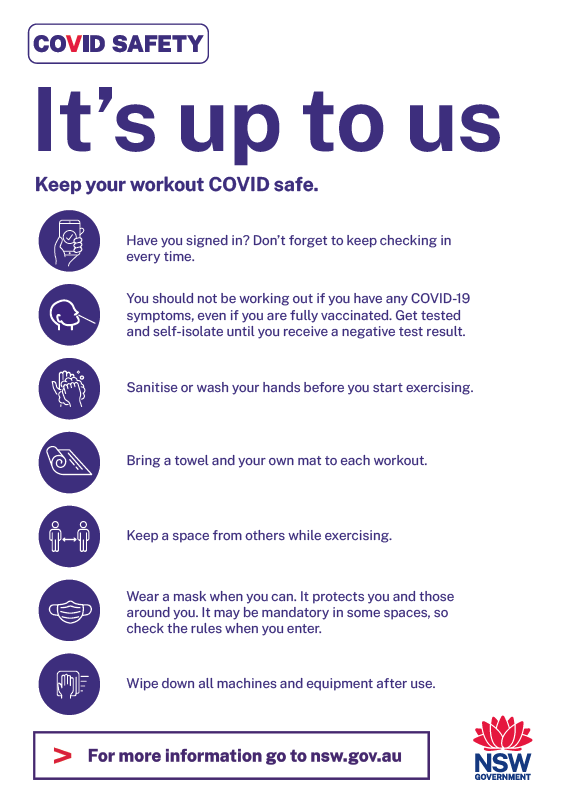 COVID SAFETY
It's up to us
Keep your workout COVID safe.
Have you signed in? Don't forget to keep checking in
every time.
You should not be working out if you have any COVID-19
symptoms, even if you are fully vaccinated. Get tested
and self-isolate until you receive a negative test result.
Sanitise or wash your hands before you start exercising.
Bring a towel and your own mat to each workout.
Keep a space from others while exercising.
Wear a mask when you can. It protects you and those
around you. It may be mandatory in some spaces, so
check the rules when you enter.
Wipe down all machines and equipment after use.
> For more information go to nsw.gov.au
NSW
GOVERNMENT